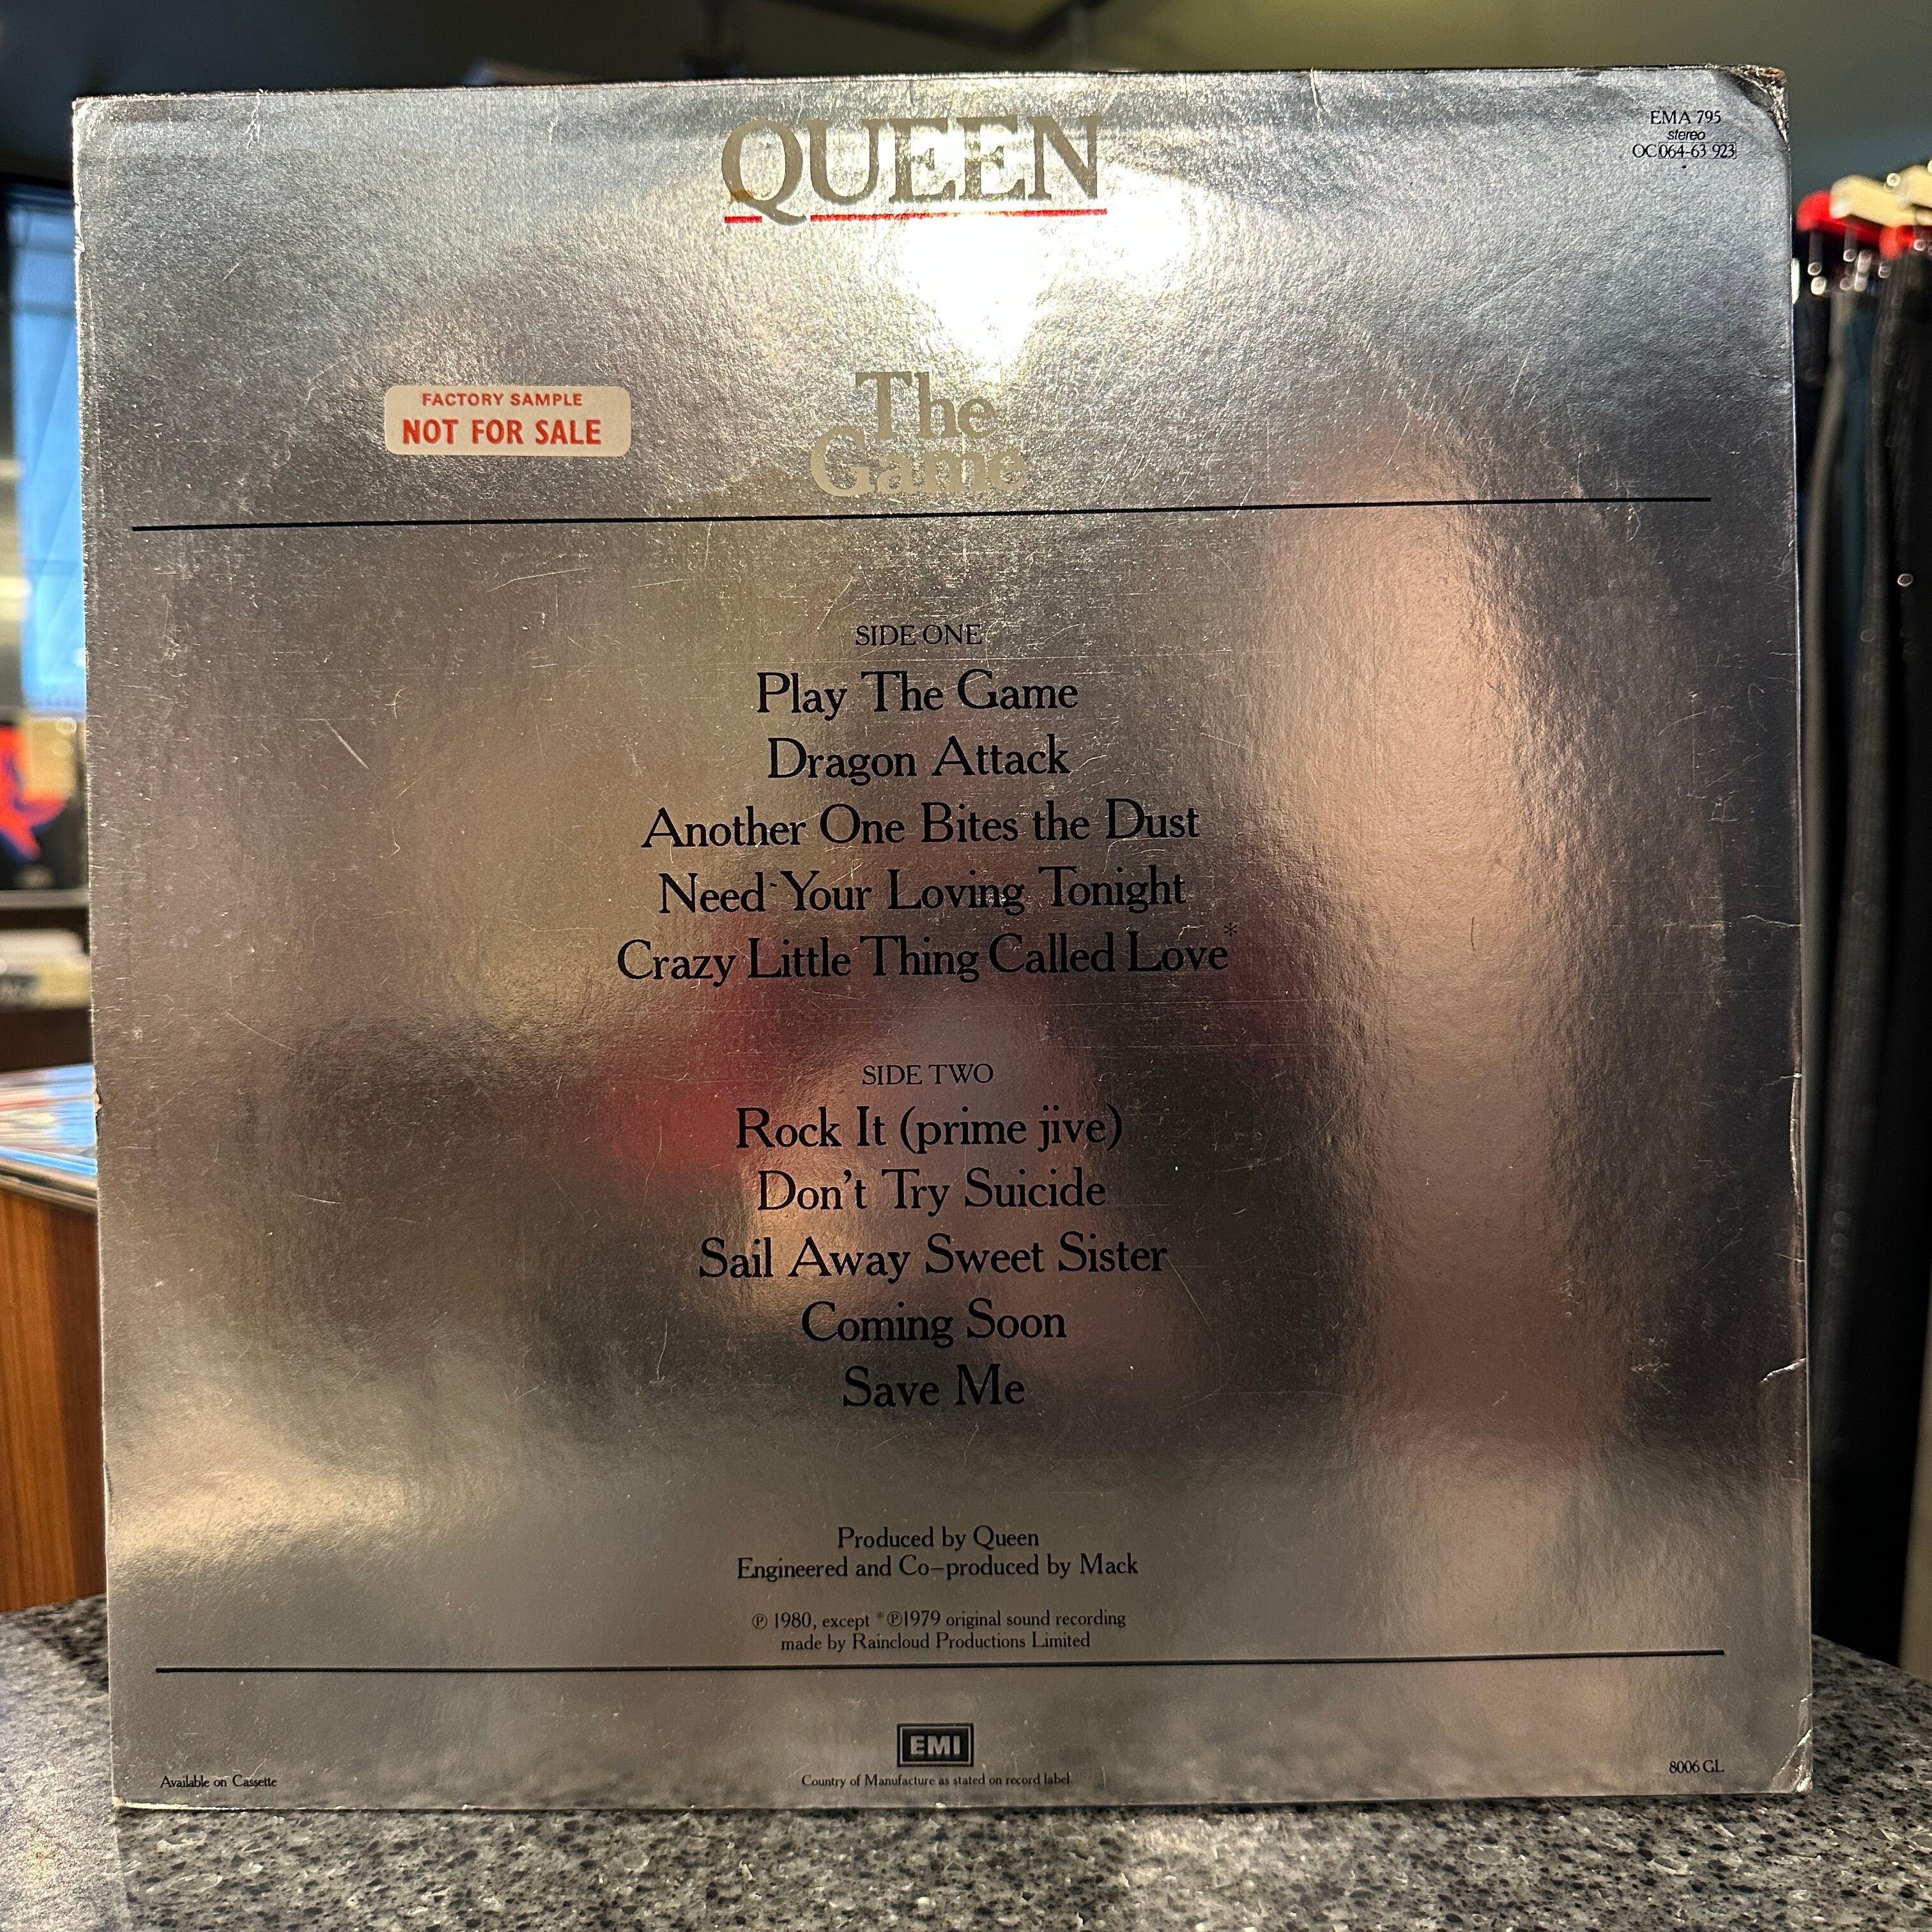 QUEEN
EMA 795
stereo
OC 064-63 923
FACTORY SAMPLE
NOT FOR SALE
The
Game
SIDE ONE
Play The Game
Dragon Attack
Another One Bites the Dust
Need Your Loving Tonight
Crazy Little Thing Called Love*
SIDE TWO
Rock It (prime jive)
Don't Try Suicide
Sail Away Sweet Sister
Coming Soon
Save Me
Produced by Queen
Engineered and Co-produced by Mack
℗ 1980, except *℗1979 original sound recording
made by Raincloud Productions Limited
EMI
Available on Cassette
Country of Manufacture as stated on record label.
8006 GL